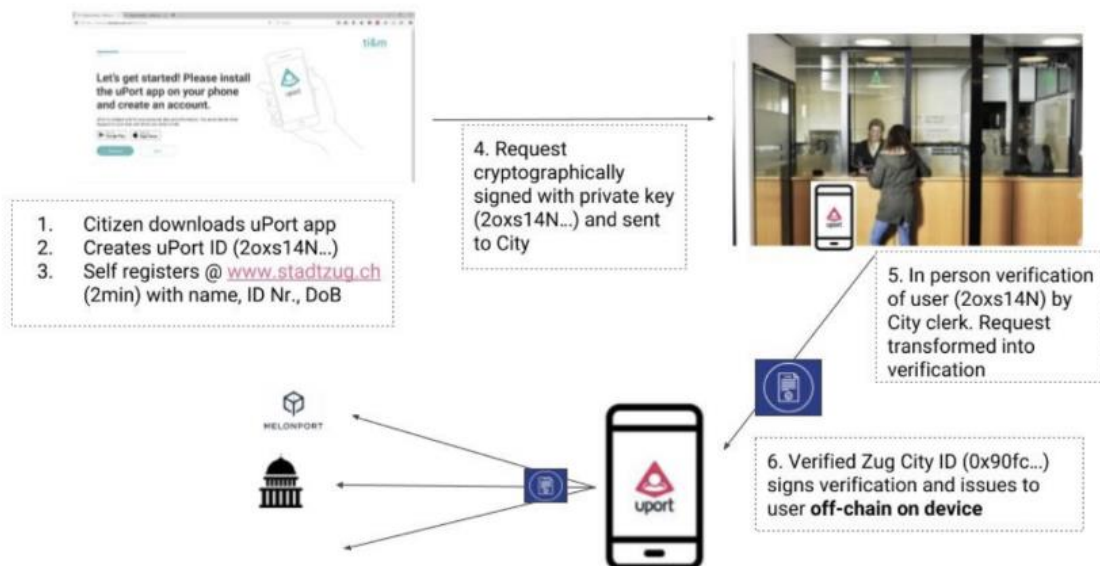 ti&m
Let's get started! Please install
the uPort app on your phone
and create an account.
uport
1. Citizen downloads uPort app
2. Creates uPort ID (2oxs14N...)
3. Self registers @ www.stadtzug.ch
(2min) with name, ID Nr., DoB
4. Request
cryptographically
signed with private key
(2oxs14N...) and sent
to City
5. In person verification
of user (2oxs14N) by
City clerk. Request
transformed into
verification
6. Verified Zug City ID (0x90fc...)
signs verification and issues to
user off-chain on device
MELONPORT
uport